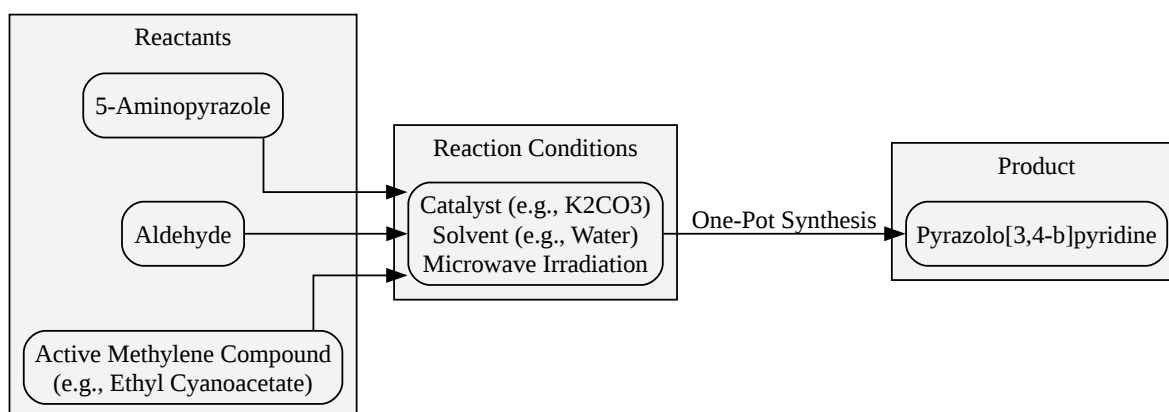 Reactants
5-Aminopyrazole
Aldehyde
Active Methylene Compound
(e.g., Ethyl Cyanoacetate)
Reaction Conditions
Catalyst (e.g., K2CO3)
Solvent (e.g., Water)
Microwave Irradiation
One-Pot Synthesis
Product
Pyrazolo[3,4-b]pyridine